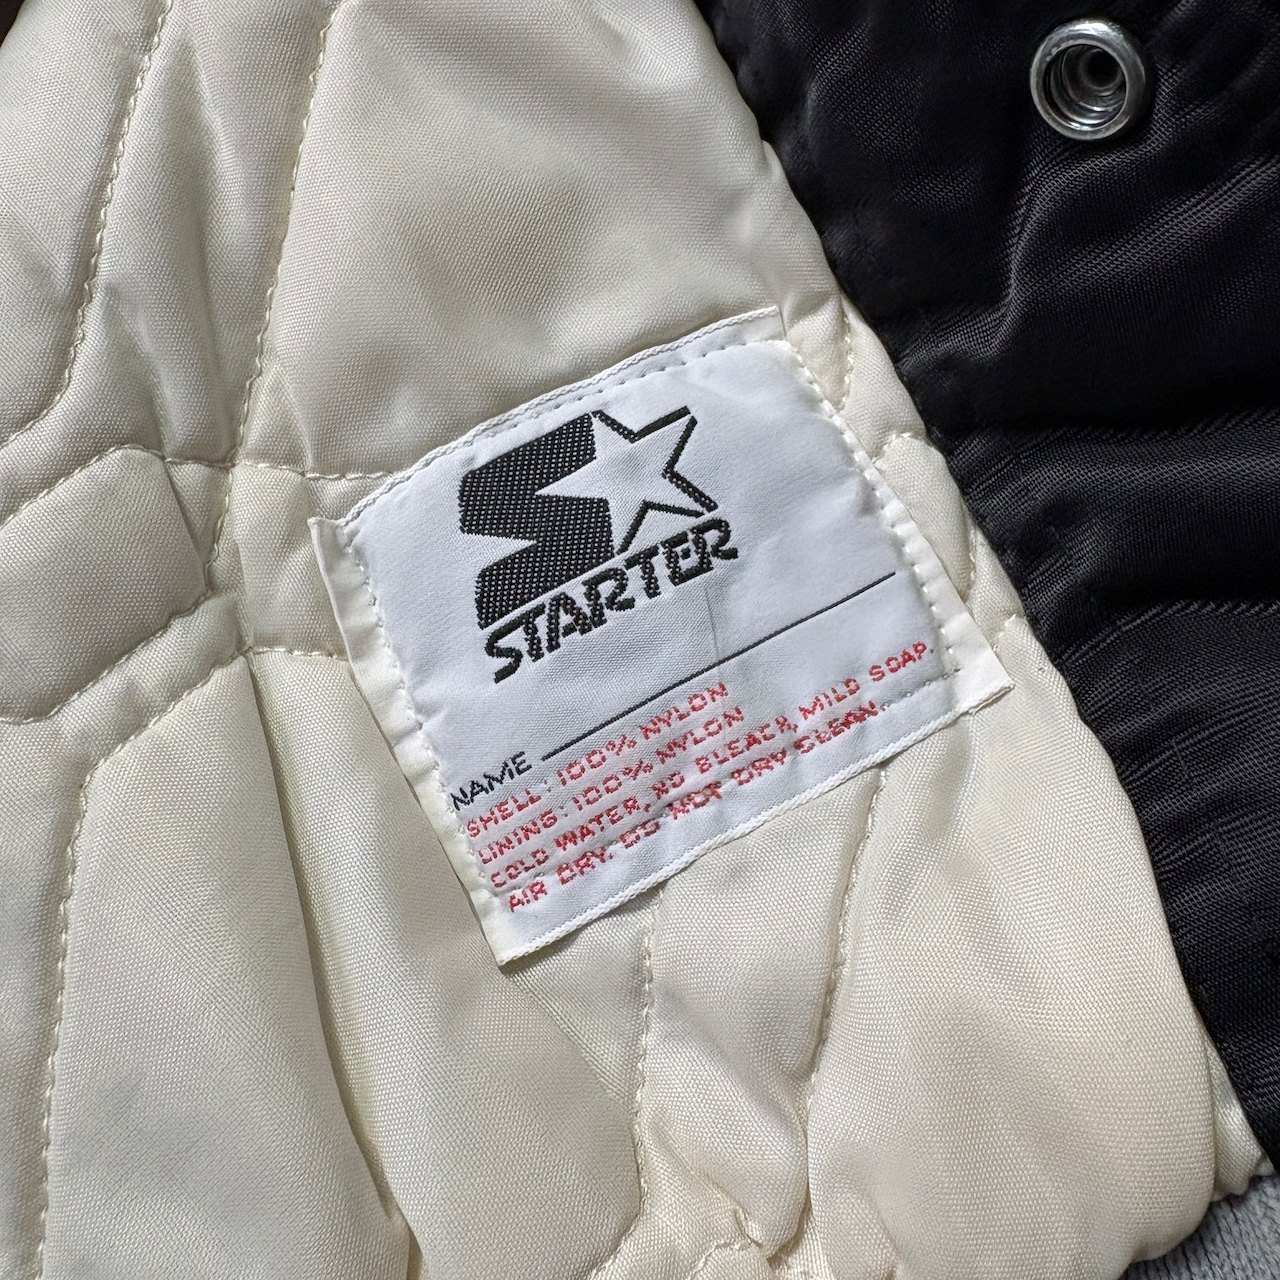 STARTER
NAME
SHELL: 100% NYLON
LINING: 100% NYLON
COLD WATER, NO BLEACH, MILD SOAP.
AIR DRY. DO NOT DRY CLEAN.